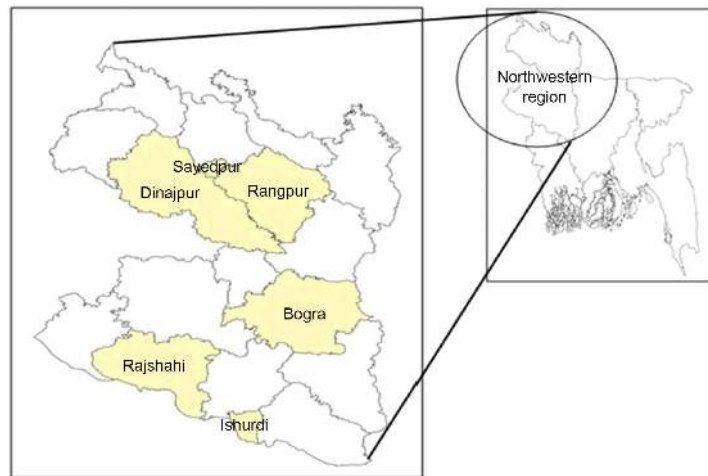 Northwestern
region
Sayedpur
Dinajpur
Rangpur
Bogra
Rajshahi
Ishurdi